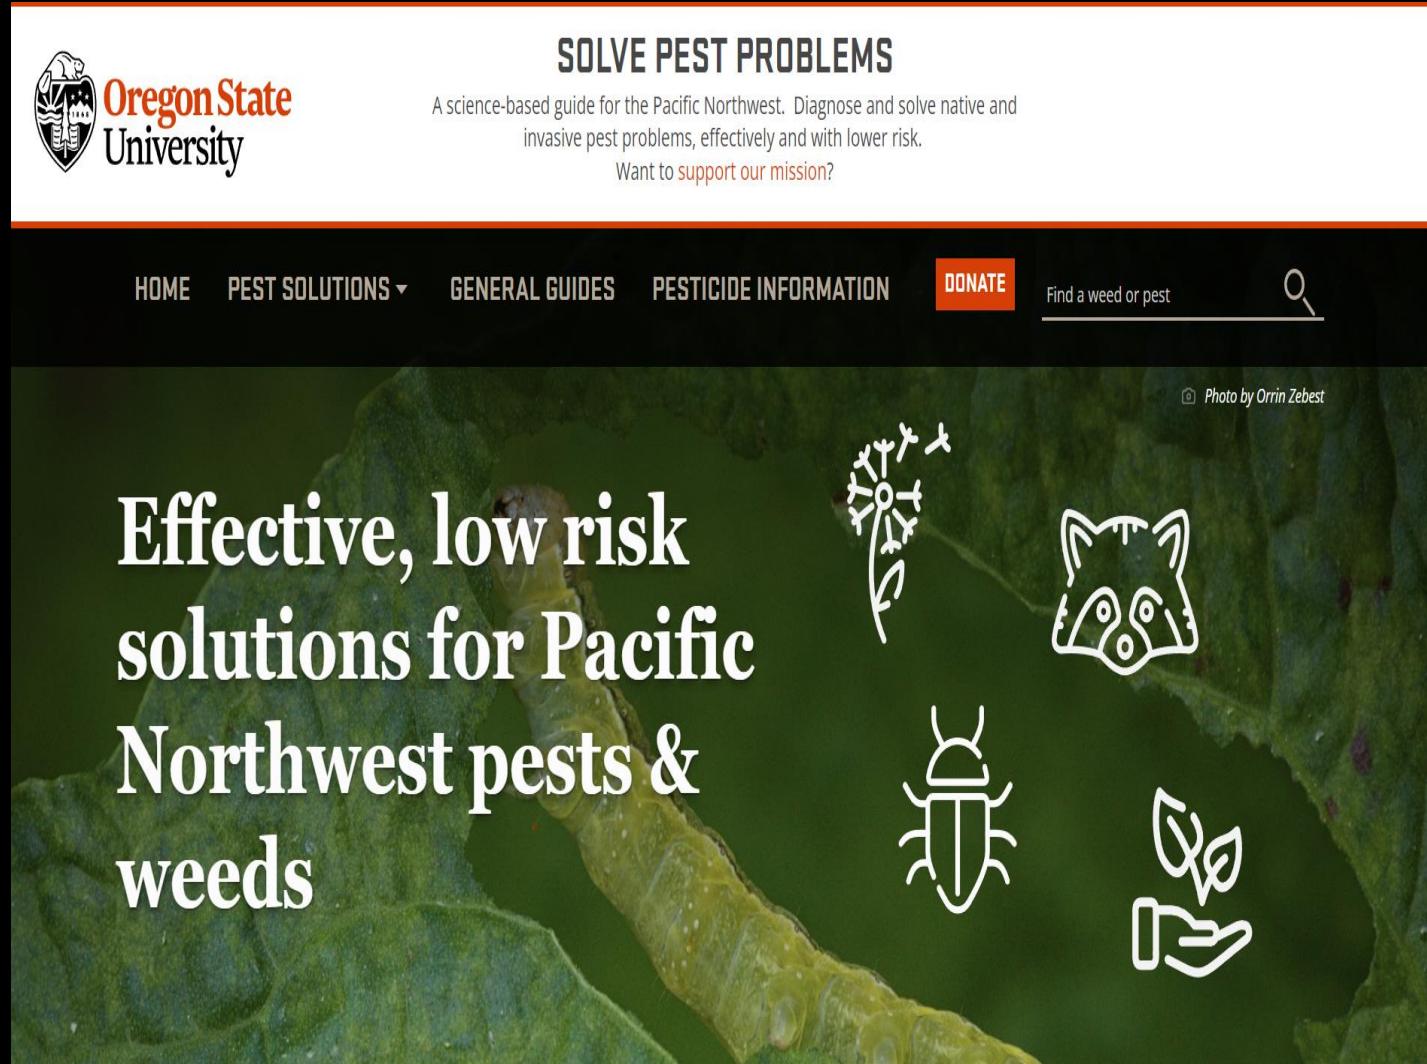 SOLVE PEST PROBLEMS
Oregon State
University
1868
A science-based guide for the Pacific Northwest.  Diagnose and solve native and
invasive pest problems, effectively and with lower risk.
Want to support our mission?
HOME
PEST SOLUTIONS
GENERAL GUIDES
PESTICIDE INFORMATION
DONATE
Find a weed or pest
Photo by Orrin Zebest
Effective, low risk
solutions for Pacific
Northwest pests &
weeds